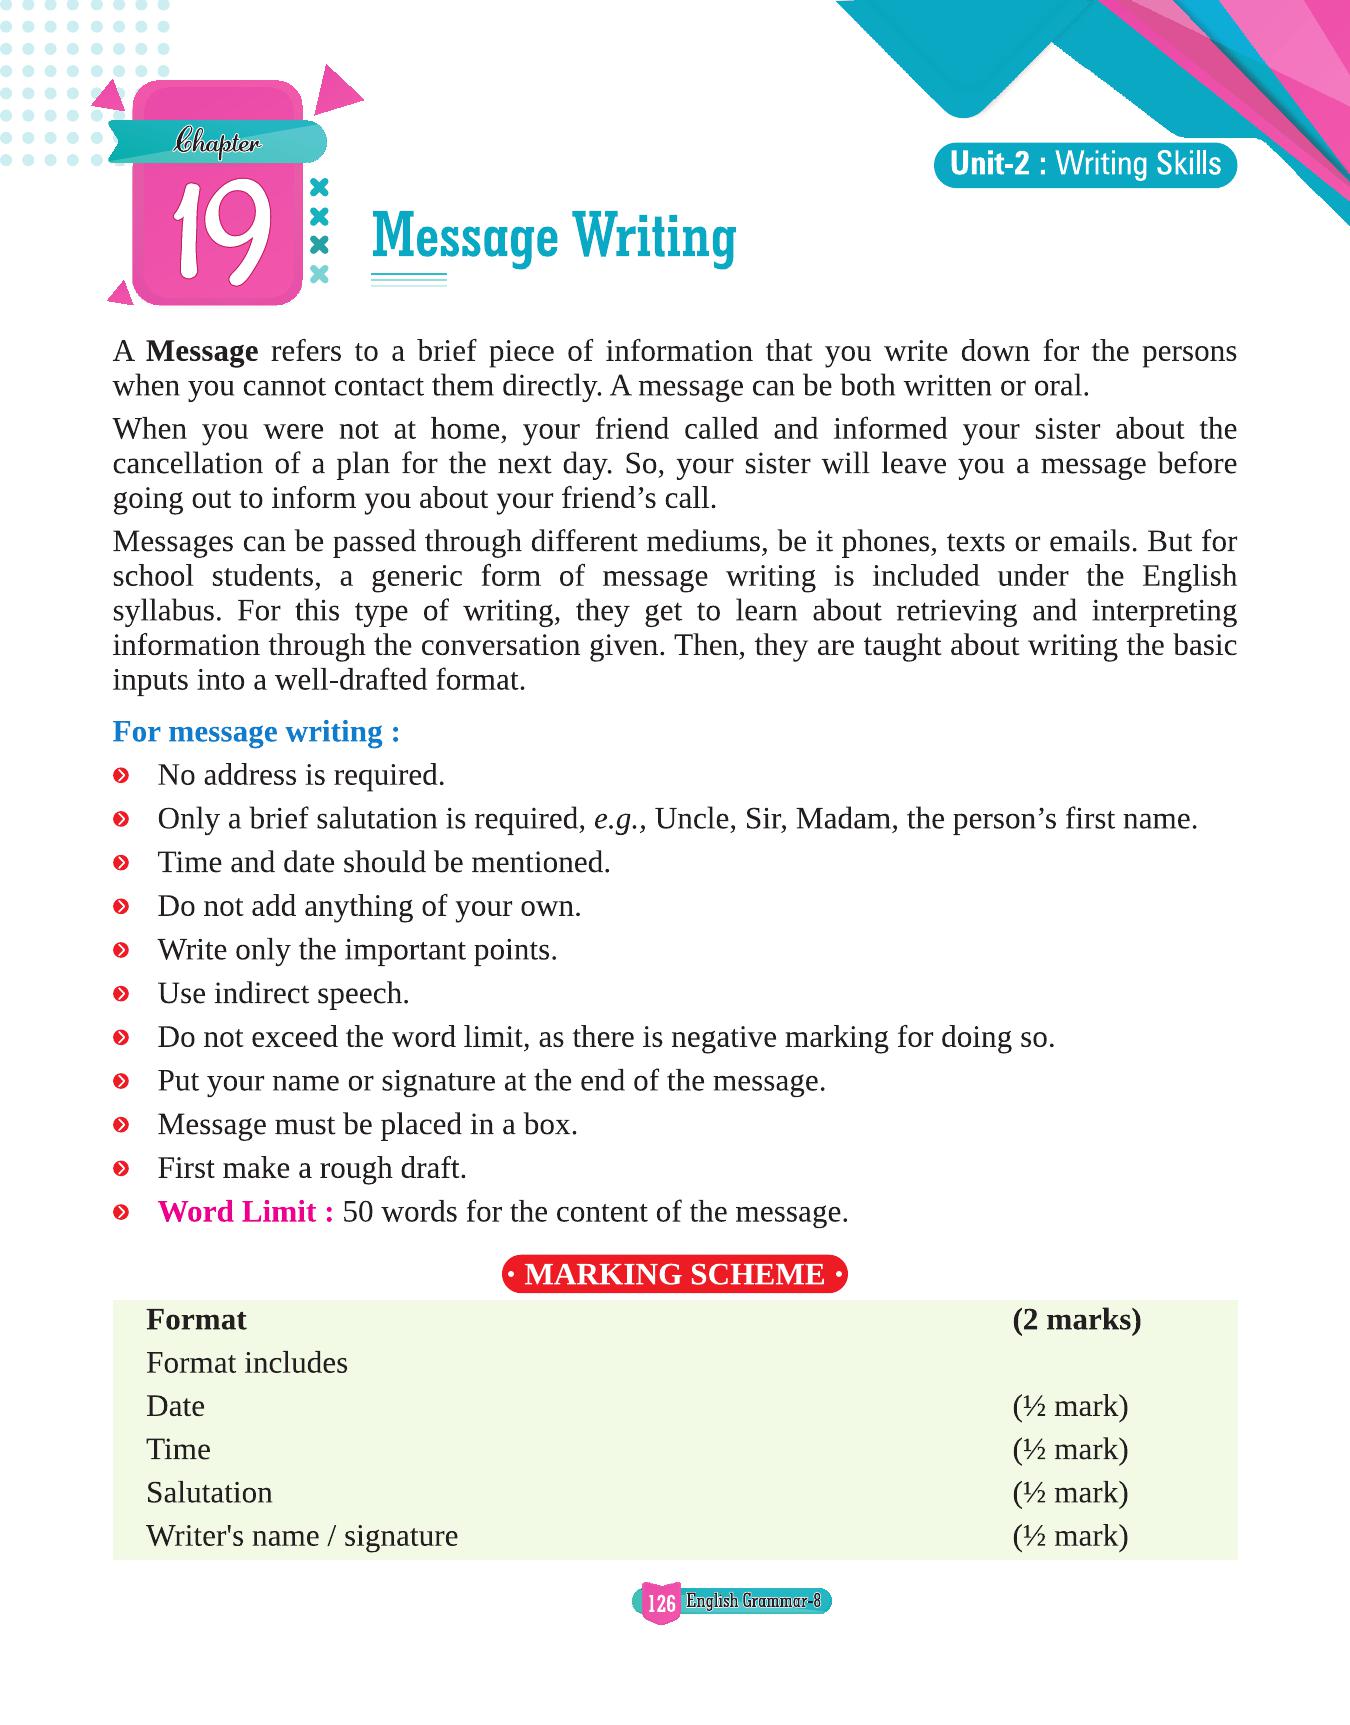 Chapter
19
Unit-2 : Writing Skills
Message Writing
A Message refers to a brief piece of information that you write down for the persons
when you cannot contact them directly. A message can be both written or oral.
When you were not at home, your friend called and informed your sister about the
cancellation of a plan for the next day. So, your sister will leave you a message before
going out to inform you about your friend’s call.
Messages can be passed through different mediums, be it phones, texts or emails. But for
school students, a generic form of message writing is included under the English
syllabus. For this type of writing, they get to learn about retrieving and interpreting
information through the conversation given. Then, they are taught about writing the basic
inputs into a well-drafted format.
For message writing :
No address is required.
Only a brief salutation is required, e.g., Uncle, Sir, Madam, the person’s first name.
Time and date should be mentioned.
Do not add anything of your own.
Write only the important points.
Use indirect speech.
Do not exceed the word limit, as there is negative marking for doing so.
Put your name or signature at the end of the message.
Message must be placed in a box.
First make a rough draft.
Word Limit : 50 words for the content of the message.
• MARKING SCHEME •
Format (2 marks)
Format includes
Date (½ mark)
Time (½ mark)
Salutation (½ mark)
Writer's name / signature (½ mark)
126 English Grammar-8